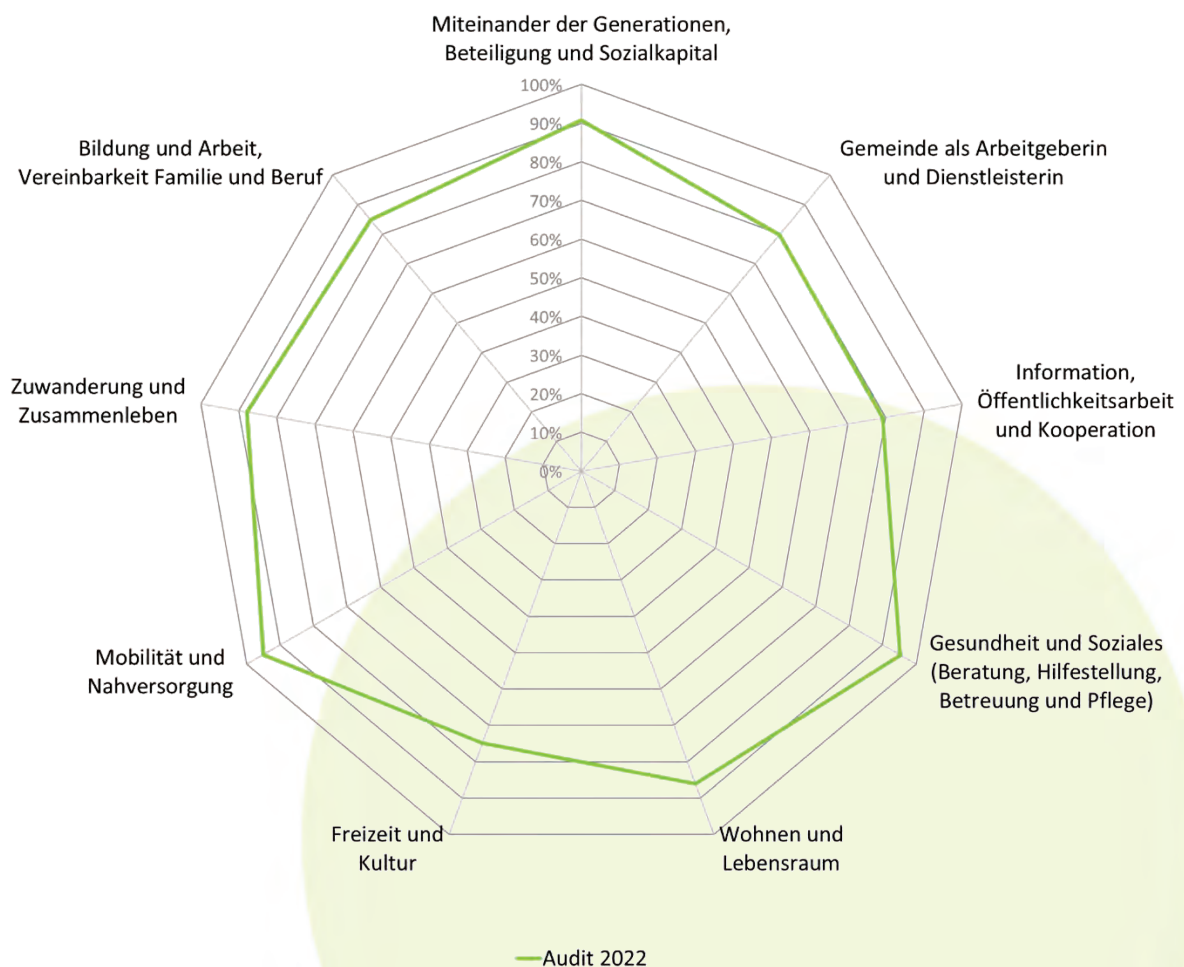 Miteinander der Generationen,
Beteiligung und Sozialkapital
100%
90%
80%
70%
60%
50%
40%
30%
20%
10%
0%
Gemeinde als Arbeitgeberin
und Dienstleisterin
Information,
Öffentlichkeitsarbeit
und Kooperation
Gesundheit und Soziales
(Beratung, Hilfestellung,
Betreuung und Pflege)
Wohnen und
Lebensraum
Freizeit und
Kultur
Mobilität und
Nahversorgung
Zuwanderung und
Zusammenleben
Bildung und Arbeit,
Vereinbarkeit Familie und Beruf
Audit 2022